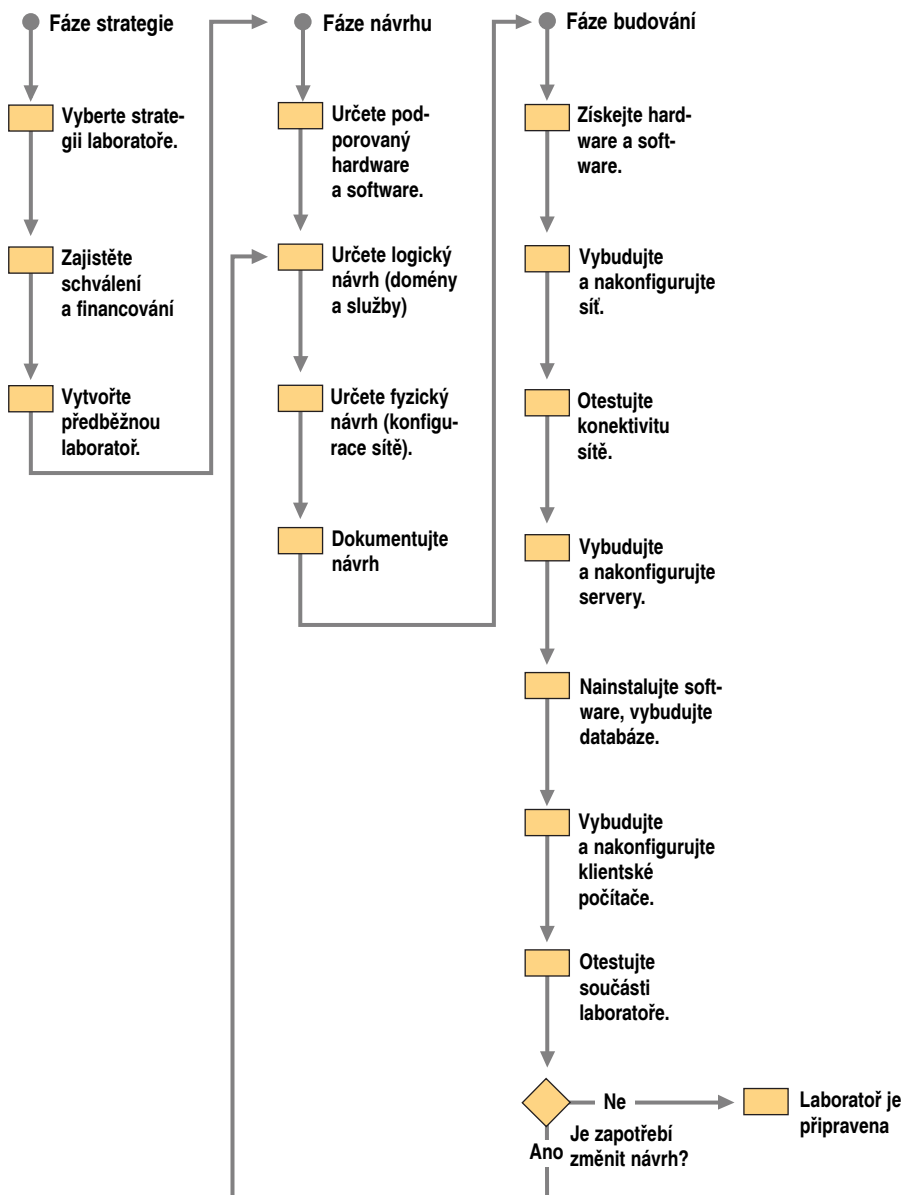 Fáze strategie
Vyberte strate-
gii laboratoře.
Zajistěte
schválení
a financování
Vytvořte
předběžnou
laboratoř.
Fáze návrhu
Určete pod-
porovaný
hardware
a software.
Určete logický
návrh (domény
a služby)
Určete fyzický
návrh (konfigu-
race sítě).
Dokumentujte
návrh
Fáze budování
Získejte hard-
ware a soft-
ware.
Vybudujte
a nakonfigurujte
síť.
Otestujte
konektivitu
sítě.
Vybudujte
a nakonfigurujte
servery.
Nainstalujte soft-
ware, vybudujte
databáze.
Vybudujte
a nakonfigurujte
klientské
počítače.
Otestujte
součásti
laboratoře.
Ne
Je zapotřebí
změnit návrh?
Ano
Laboratoř je
připravena